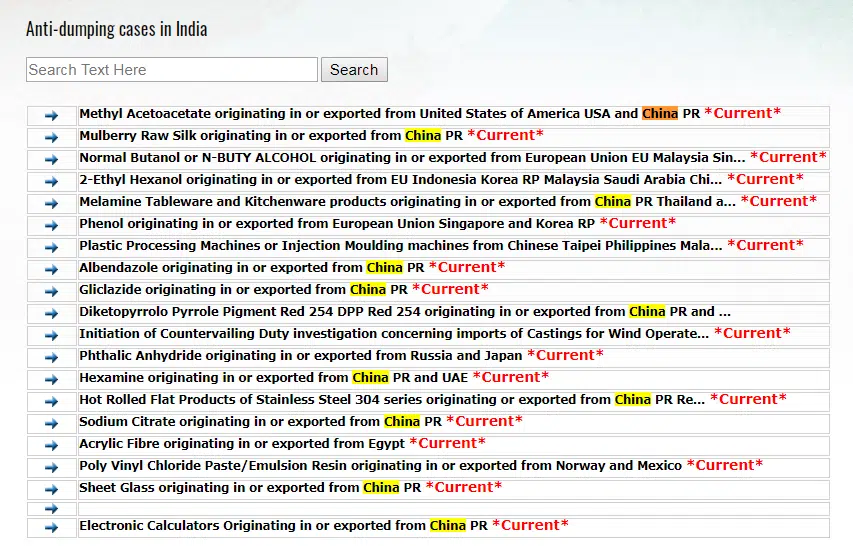 Anti-dumping cases in India
Search Text Here Search
Methyl Acetoacetate originating in or exported from United States of America USA and China PR *Current*
Mulberry Raw Silk originating in or exported from China PR *Current*
Normal Butanol or N-BUTY ALCOHOL originating in or exported from European Union EU Malaysia Sin... *Current*
2-Ethyl Hexanol originating in or exported from EU Indonesia Korea RP Malaysia Saudi Arabia Chi... *Current*
Melamine Tableware and Kitchenware products originating in or exported from China PR Thailand a... *Current*
Phenol originating in or exported from European Union Singapore and Korea RP *Current*
Plastic Processing Machines or Injection Moulding machines from Chinese Taipei Philippines Mala... *Current*
Albendazole originating in or exported from China PR *Current*
Gliclazide originating in or exported from China PR *Current*
Diketopyrrolo Pyrrole Pigment Red 254 DPP Red 254 originating in or exported from China PR and ...
Initiation of Countervailing Duty investigation concerning imports of Castings for Wind Operate... *Current*
Phthalic Anhydride originating in or exported from Russia and Japan *Current*
Hexamine originating in or exported from China PR and UAE *Current*
Hot Rolled Flat Products of Stainless Steel 304 series originating or exported from China PR Re... *Current*
Sodium Citrate originating in or exported from China PR *Current*
Acrylic Fibre originating in or exported from Egypt *Current*
Poly Vinyl Chloride Paste/Emulsion Resin originating in or exported from Norway and Mexico *Current*
Sheet Glass originating in or exported from China PR *Current*
Electronic Calculators Originating in or exported from China PR *Current*